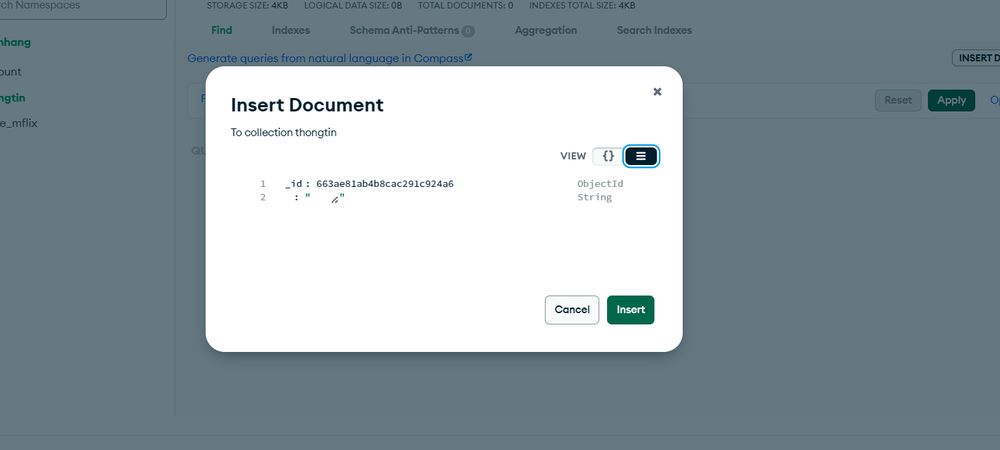 rch Namespaces
STORAGE SIZE: 4KB LOGICAL DATA SIZE: 0B TOTAL DOCUMENTS: 0 INDEXES TOTAL SIZE: 4KB
nhang
Find Indexes Schema Anti-Patterns 0 Aggregation Search Indexes
Generate queries from natural language in Compass
INSERT D
ount
ngtin
F
Reset Apply Op
e_mflix
QU
Insert Document
To collection thongtin
VIEW {}
1 _id : 663ae81ab4b8cac291c924a6 ObjectId
2 : " " String
Cancel Insert